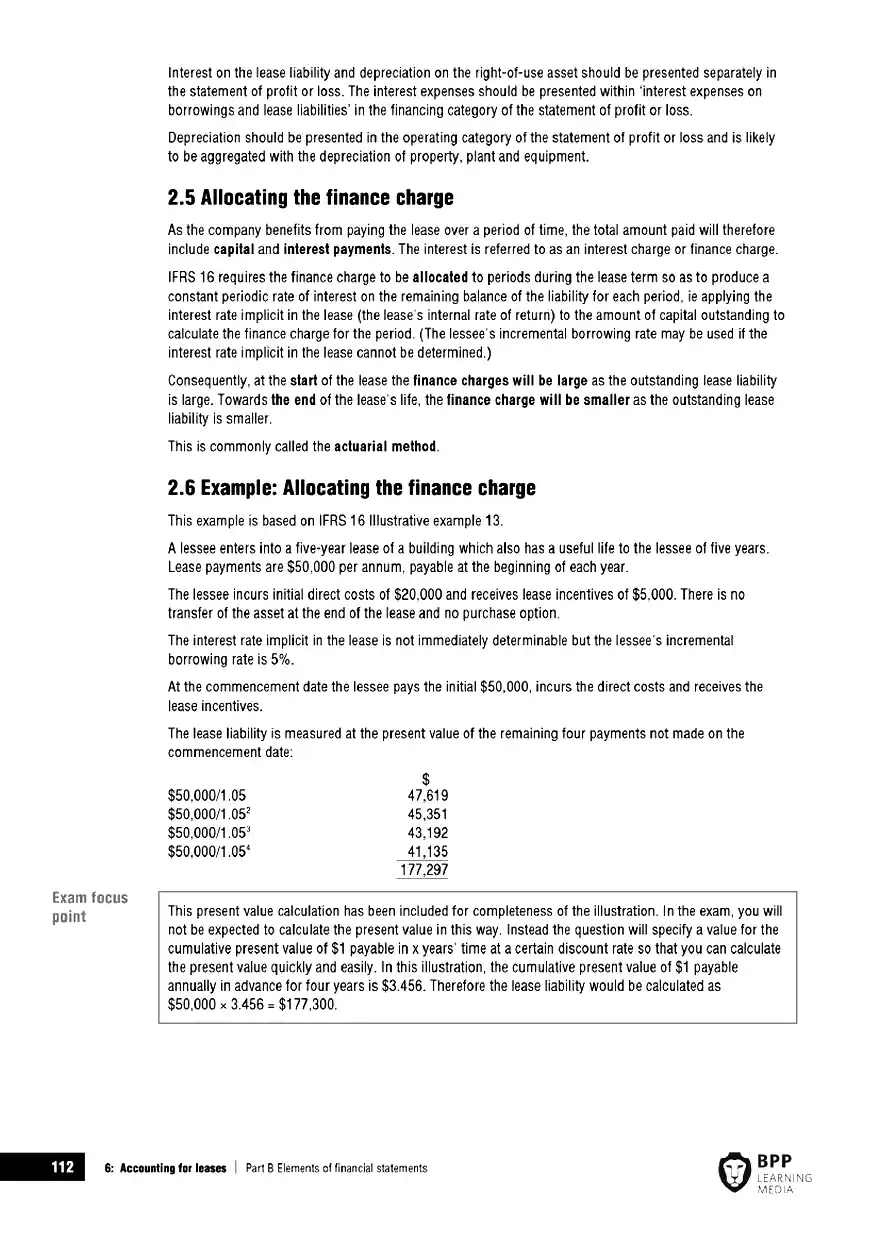 Interest on the lease liability and depreciation on the right-of-use asset should be presented separately in
the statement of profit or loss. The interest expenses should be presented within 'interest expenses on
borrowings and lease liabilities' in the financing category of the statement of profit or loss.
Depreciation should be presented in the operating category of the statement of profit or loss and is likely
to be aggregated with the depreciation of property, plant and equipment.
2.5 Allocating the finance charge
As the company benefits from paying the lease over a period of time, the total amount paid will therefore
include capital and interest payments. The interest is referred to as an interest charge or finance charge.
IFRS 16 requires the finance charge to be allocated to periods during the lease term so as to produce a
constant periodic rate of interest on the remaining balance of the liability for each period, ie applying the
interest rate implicit in the lease (the lease's internal rate of return) to the amount of capital outstanding to
calculate the finance charge for the period. (The lessee's incremental borrowing rate may be used if the
interest rate implicit in the lease cannot be determined.)
Consequently, at the start of the lease the finance charges will be large as the outstanding lease liability
is large. Towards the end of the lease's life, the finance charge will be smaller as the outstanding lease
liability is smaller.
This is commonly called the actuarial method.
2.6 Example: Allocating the finance charge
This example is based on IFRS 16 Illustrative example 13.
A lessee enters into a five-year lease of a building which also has a useful life to the lessee of five years.
Lease payments are $50,000 per annum, payable at the beginning of each year.
The lessee incurs initial direct costs of $20,000 and receives lease incentives of $5,000. There is no
transfer of the asset at the end of the lease and no purchase option.
The interest rate implicit in the lease is not immediately determinable but the lessee's incremental
borrowing rate is 5%.
At the commencement date the lessee pays the initial $50,000, incurs the direct costs and receives the
lease incentives.
The lease liability is measured at the present value of the remaining four payments not made on the
commencement date:
$
$50,000/1.05 47,619
$50,000/1.05² 45,351
$50,000/1.05³ 43,192
$50,000/1.05⁴ 41,135
177,297
Exam focus
point
This present value calculation has been included for completeness of the illustration. In the exam, you will
not be expected to calculate the present value in this way. Instead the question will specify a value for the
cumulative present value of $1 payable in x years' time at a certain discount rate so that you can calculate
the present value quickly and easily. In this illustration, the cumulative present value of $1 payable
annually in advance for four years is $3.456. Therefore the lease liability would be calculated as
$50,000 × 3.456 = $177,300.
112 6: Accounting for leases | Part B Elements of financial statements
BPP
LEARNING
MEDIA